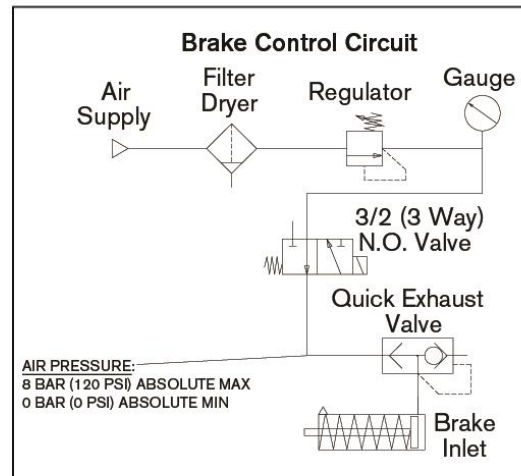 Brake Control Circuit
Air
Supply
Filter
Dryer
Regulator
Gauge
3/2 (3 Way)
N.O. Valve
Quick Exhaust
Valve
AIR PRESSURE:
8 BAR (120 PSI) ABSOLUTE MAX
0 BAR (0 PSI) ABSOLUTE MIN
Brake
Inlet